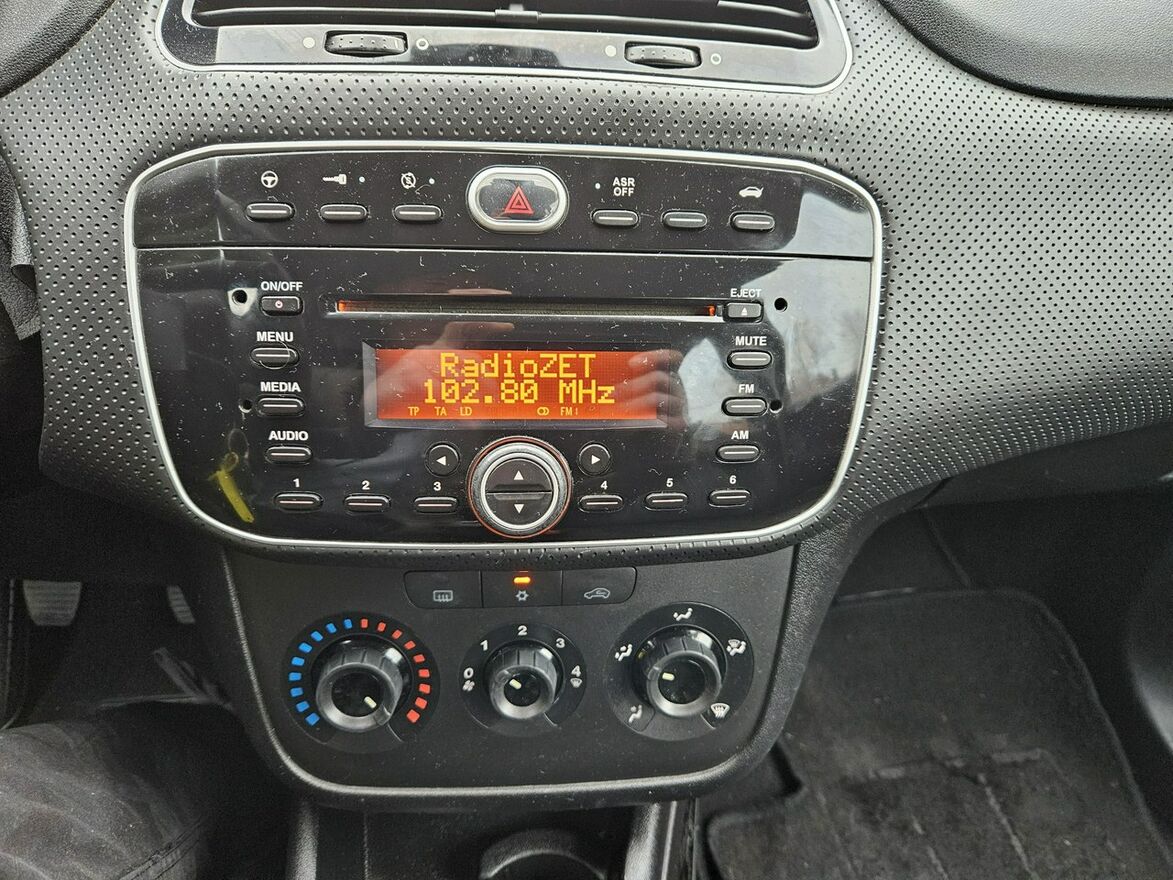 ASR
OFF
ON/OFF
EJECT
MENU
MUTE
RadioZET
102.80 MHz
MEDIA
FM
TP TA LD FM1
AUDIO
AM
1 2 3 4 5 6
0 1 2 3 4